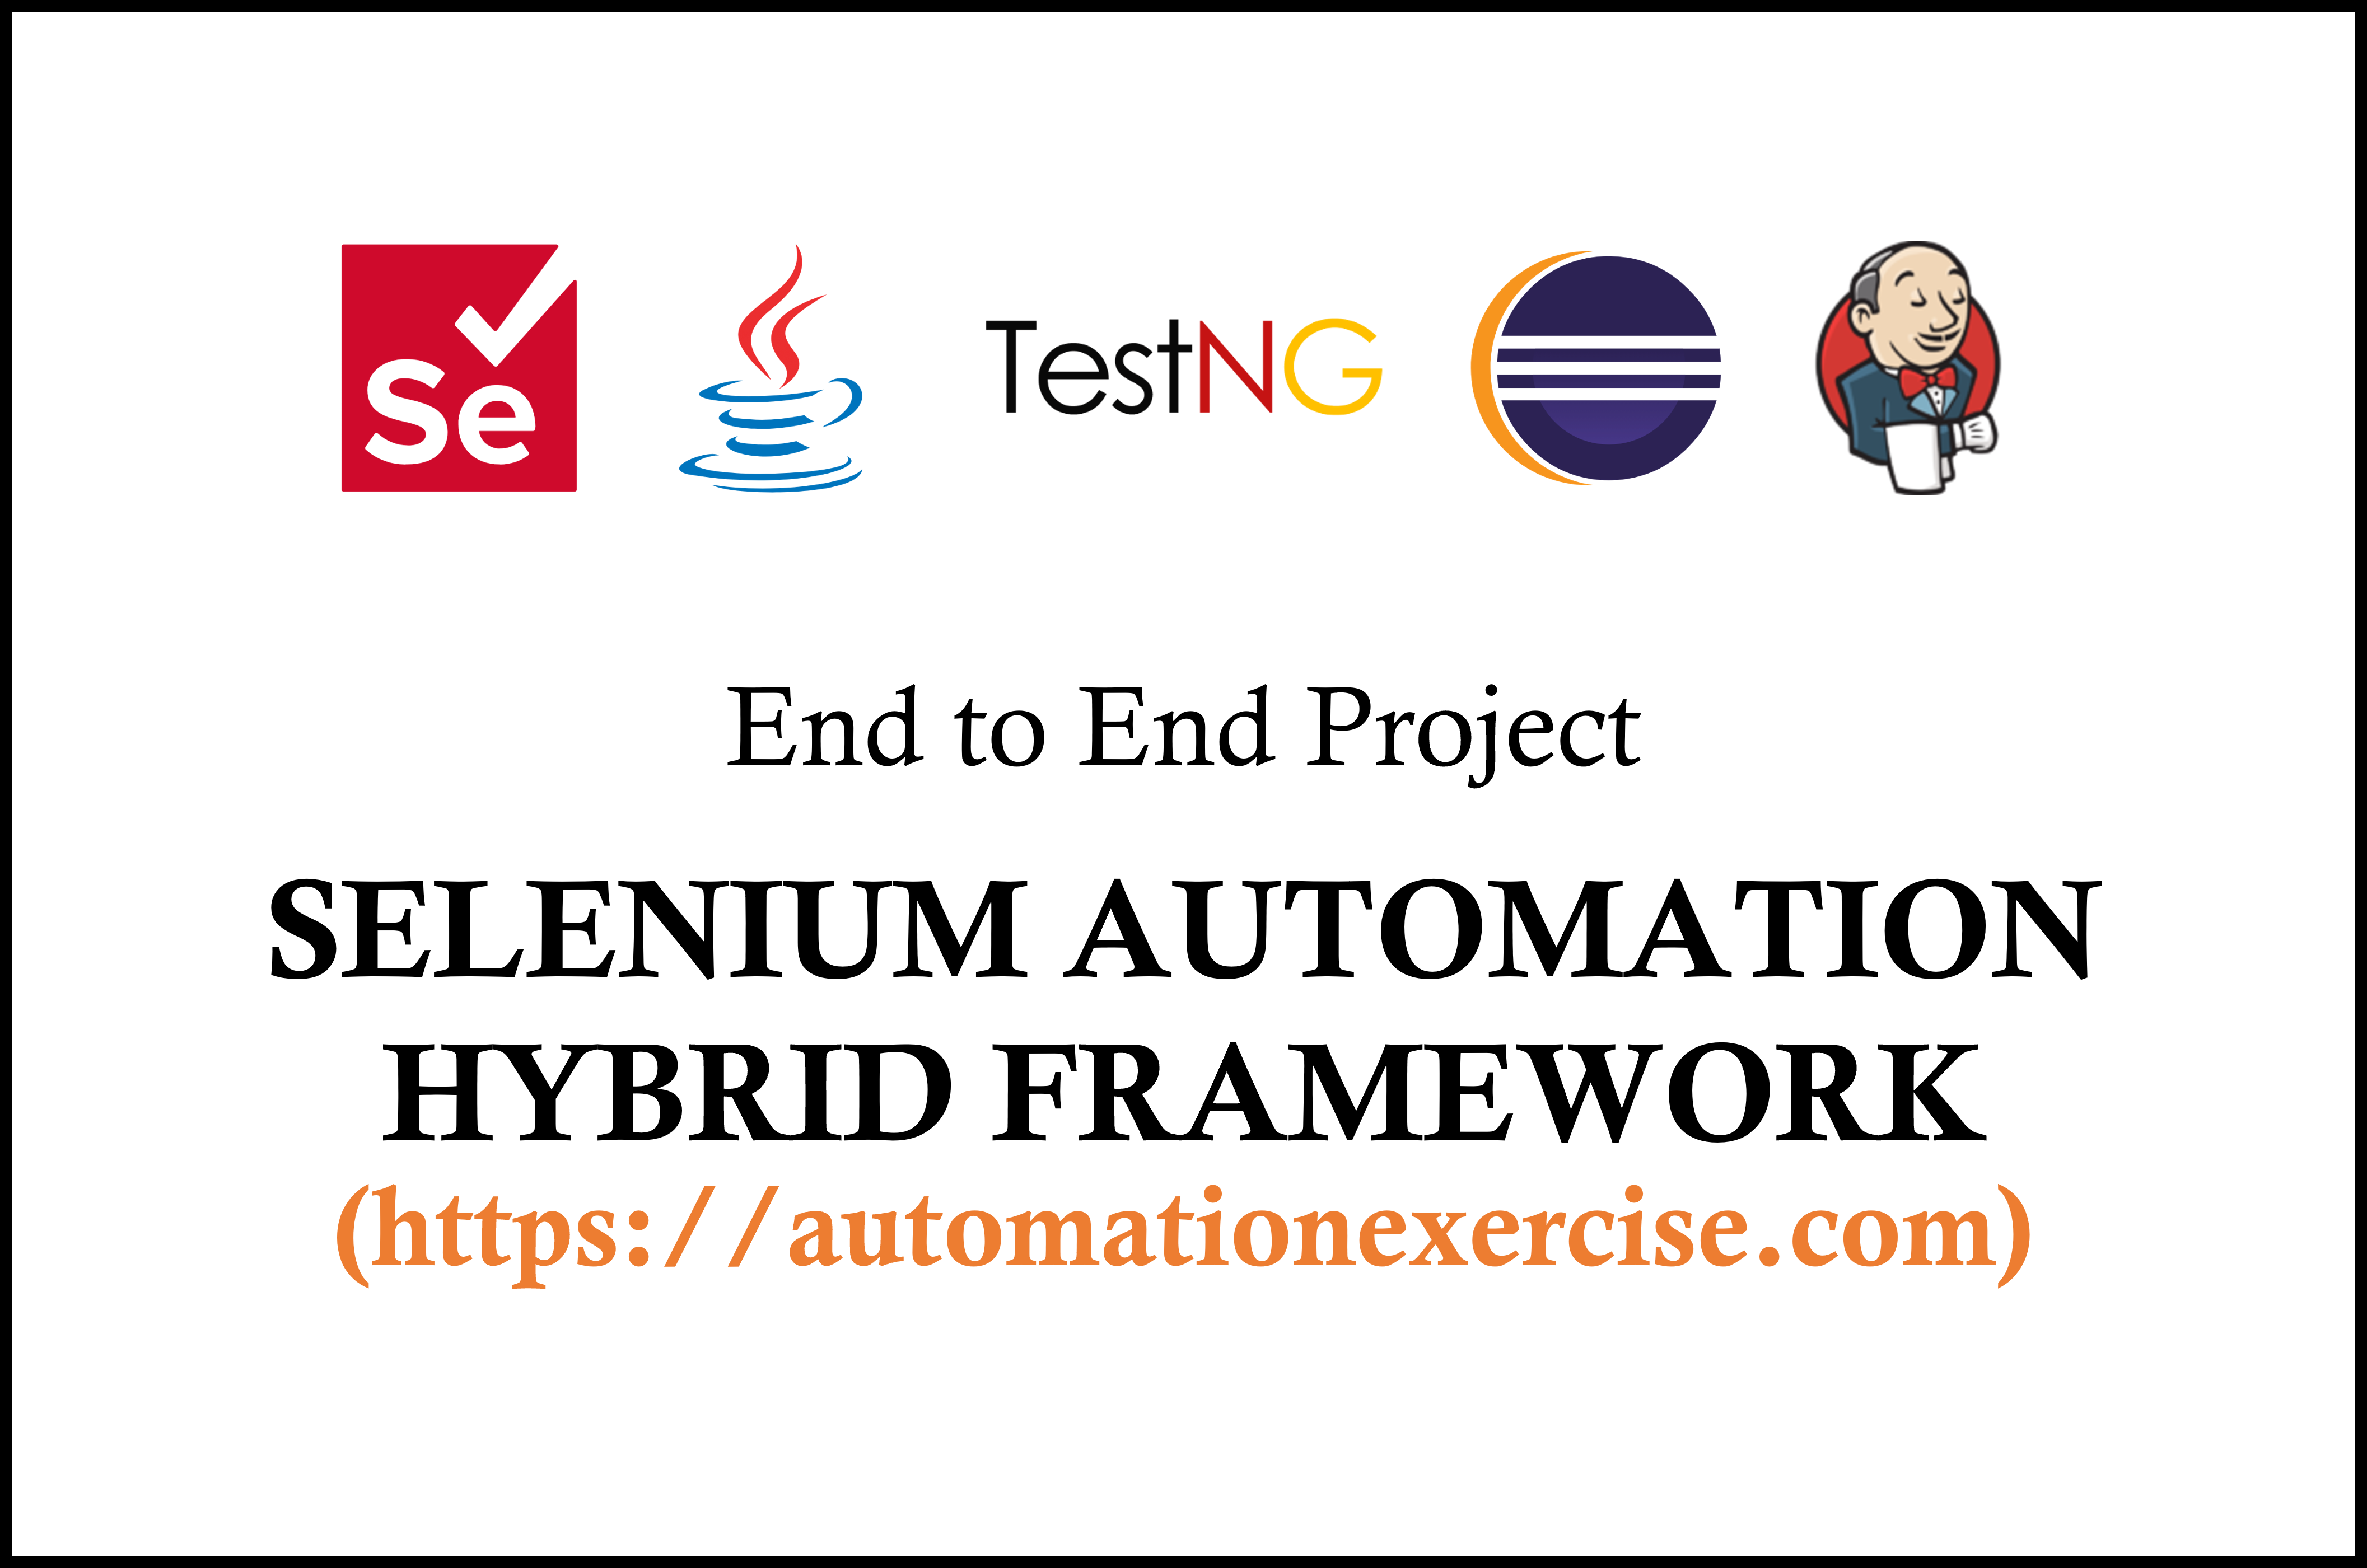 Se
TestNG
End to End Project
SELENIUM AUTOMATION
HYBRID FRAMEWORK
(https://automationexercise.com)